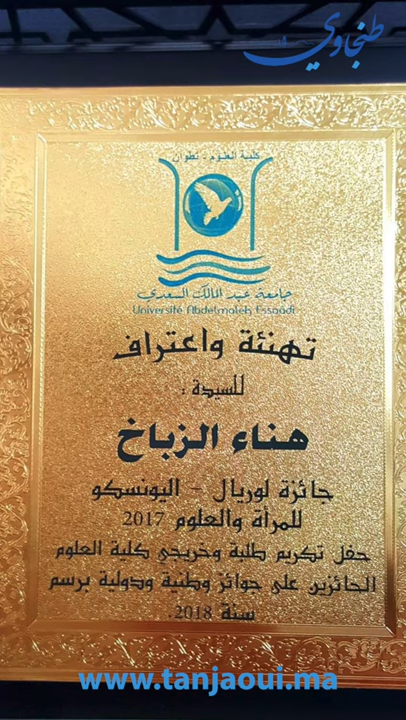 طنجاوي
كلية العلوم - تطوان
جامعة عبد المالك السعدي
Université Abdelmalek Essaâdi
تهنئة واعتراف
للسيدة :
هناء الزباخ
جائزة لوريال - اليونسكو
للمرأة والعلوم 2017
حفل تكريم طلبة وخريجي كلية العلوم
الحائزين على جوائز وطنية ودولية برسم
سنة 2018.
www.tanjaoui.ma